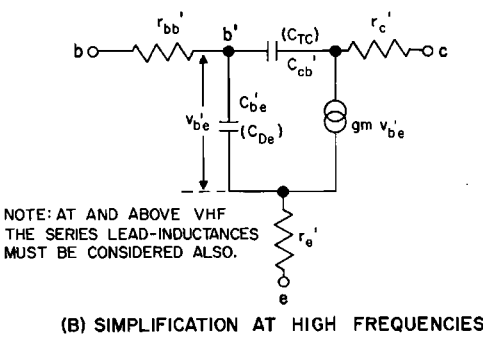 r_bb' b' (C_TC) r_c'
b C_cb' c
C_b'e
v_b'e (C_De) gm v_b'e
NOTE: AT AND ABOVE VHF
THE SERIES LEAD-INDUCTANCES
MUST BE CONSIDERED ALSO.
r_e'
e
(B) SIMPLIFICATION AT HIGH FREQUENCIES